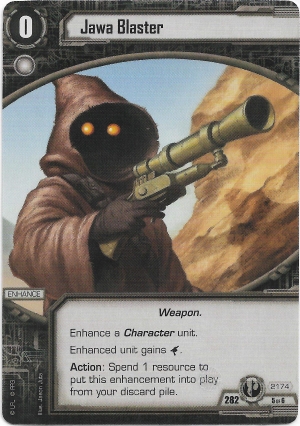 0
Jawa Blaster
ENHANCE
Weapon.
Enhance a Character unit.
Enhanced unit gains
Action: Spend 1 resource to
put this enhancement into play
from your discard pile.
2174
282
5 of 6